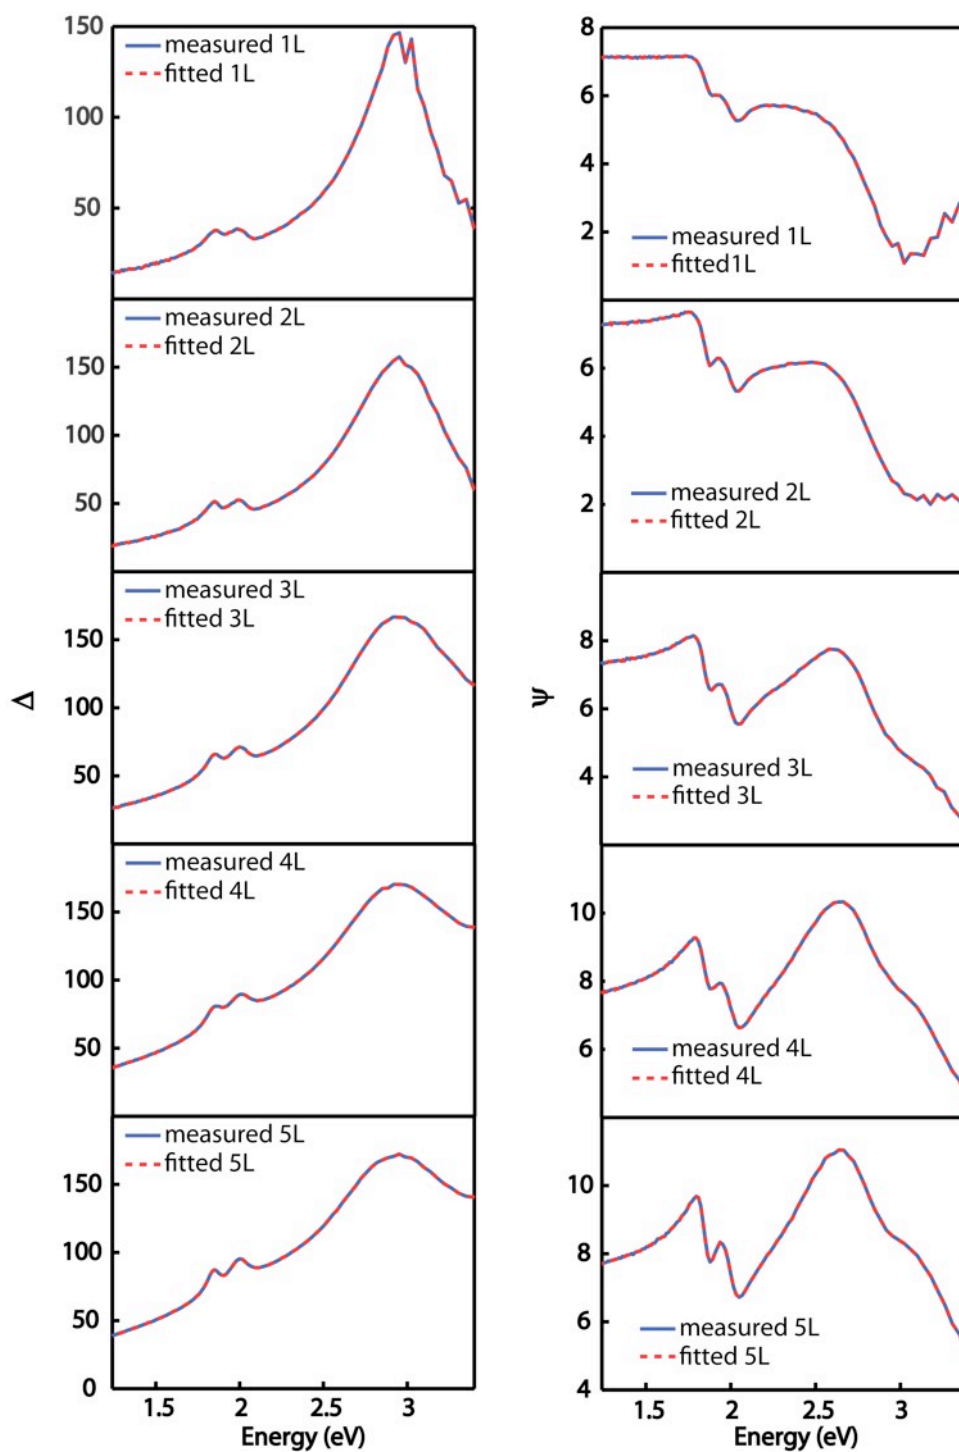 150
measured 1L
fitted 1L
100
50
measured 2L
fitted 2L
150
100
50
measured 3L
fitted 3L
150
100
50
measured 4L
fitted 4L
150
100
50
measured 5L
fitted 5L
150
100
50
0
1.5 2 2.5 3
Energy (eV)
Δ
8
6
4
2
measured 1L
fitted1L
6
4
2
measured 2L
fitted 2L
8
6
4
measured 3L
fitted 3L
10
8
6
measured 4L
fitted 4L
10
8
6
4
measured 5L
fitted 5L
1.5 2 2.5 3
Energy (eV)
Ψ